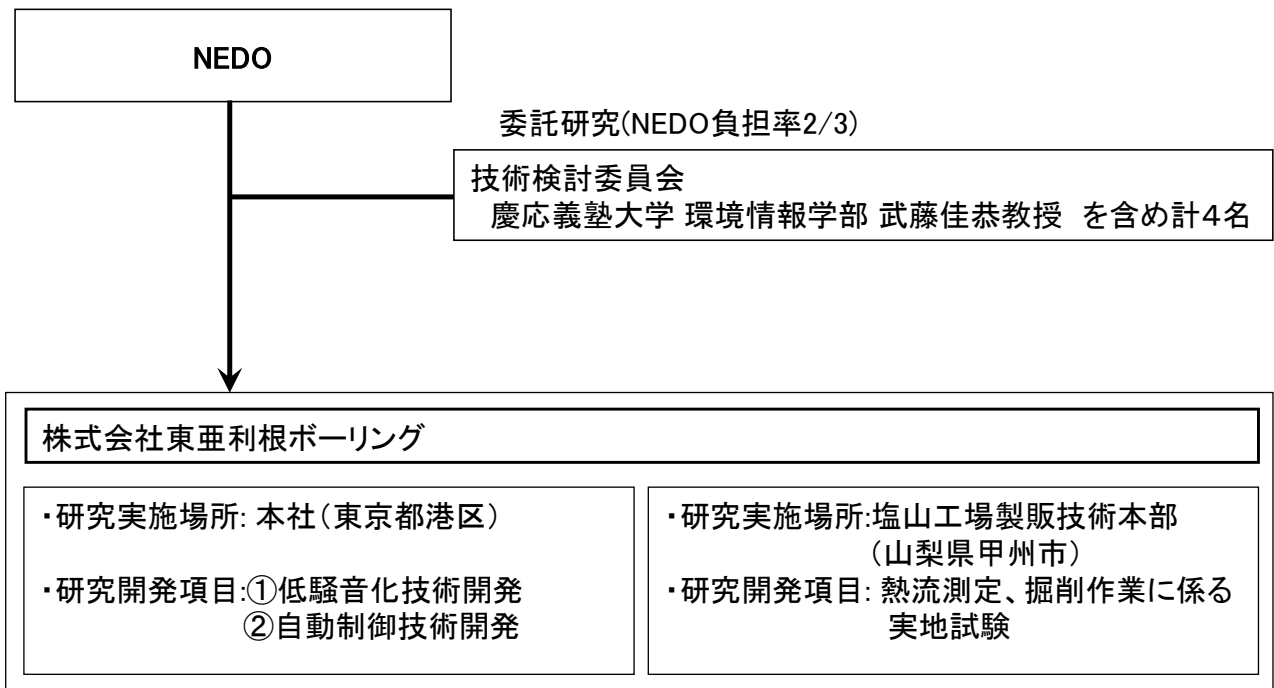 NEDO
委託研究(NEDO負担率2/3)
技術検討委員会
慶応義塾大学 環境情報学部 武藤佳恭教授 を含め計4名
株式会社東亜利根ボーリング
・研究実施場所: 本社(東京都港区)
・研究開発項目:①低騒音化技術開発
②自動制御技術開発
・研究実施場所:塩山工場製販技術本部
(山梨県甲州市)
・研究開発項目: 熱流測定、掘削作業に係る
実地試験